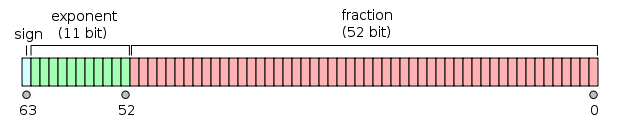 sign
exponent
(11 bit)
fraction
(52 bit)
63
52
0